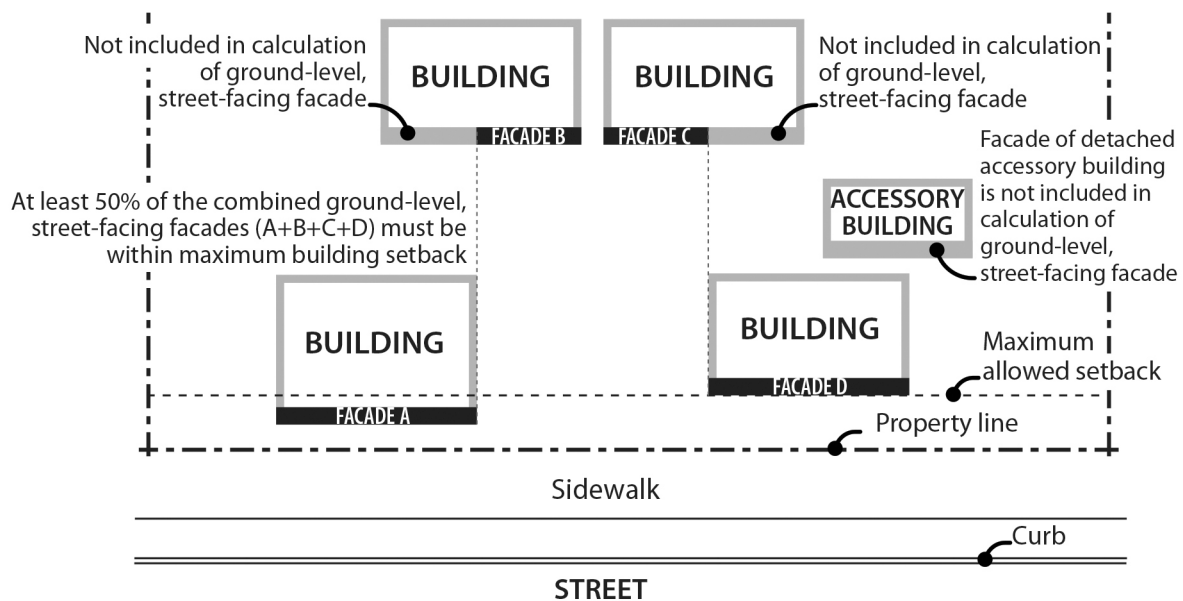 Not included in calculation
of ground-level,
street-facing facade
BUILDING
FACADE B
BUILDING
FACADE C
Not included in calculation
of ground-level,
street-facing facade
Facade of detached
accessory building
is not included in
calculation of
ground-level,
street-facing facade
ACCESSORY
BUILDING
At least 50% of the combined ground-level,
street-facing facades (A+B+C+D) must be
within maximum building setback
BUILDING
FACADE A
BUILDING
FACADE D
Maximum
allowed setback
Property line
Sidewalk
Curb
STREET